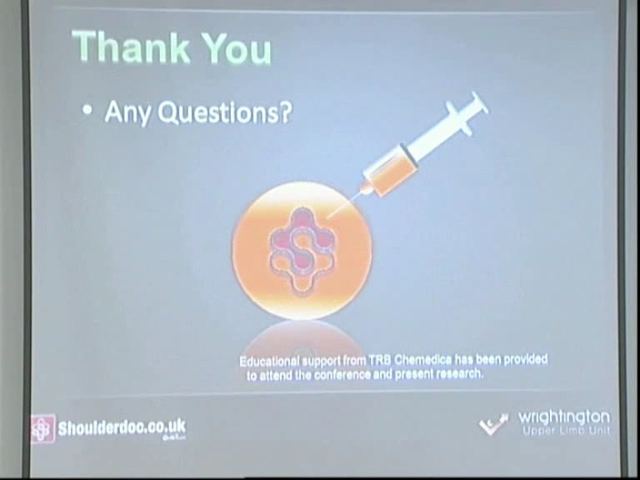 Thank You
• Any Questions?
Educational support from TRB Chemedica has been provided
to attend the conference and present research.
Shoulderdoc.co.uk
wrightington
Upper Limb Unit